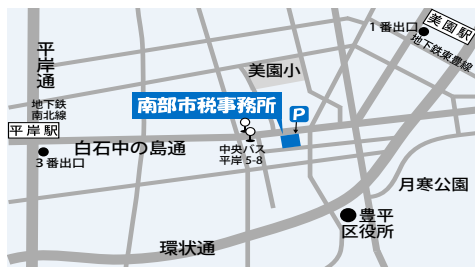 美園駅
1番出口
地下鉄東豊線
平岸通
美園小
地下鉄
南北線
南部市税事務所
P
平岸駅
白石中の島通
中央バス
平岸 5-8
3番出口
月寒公園
豊平
区役所
環状通